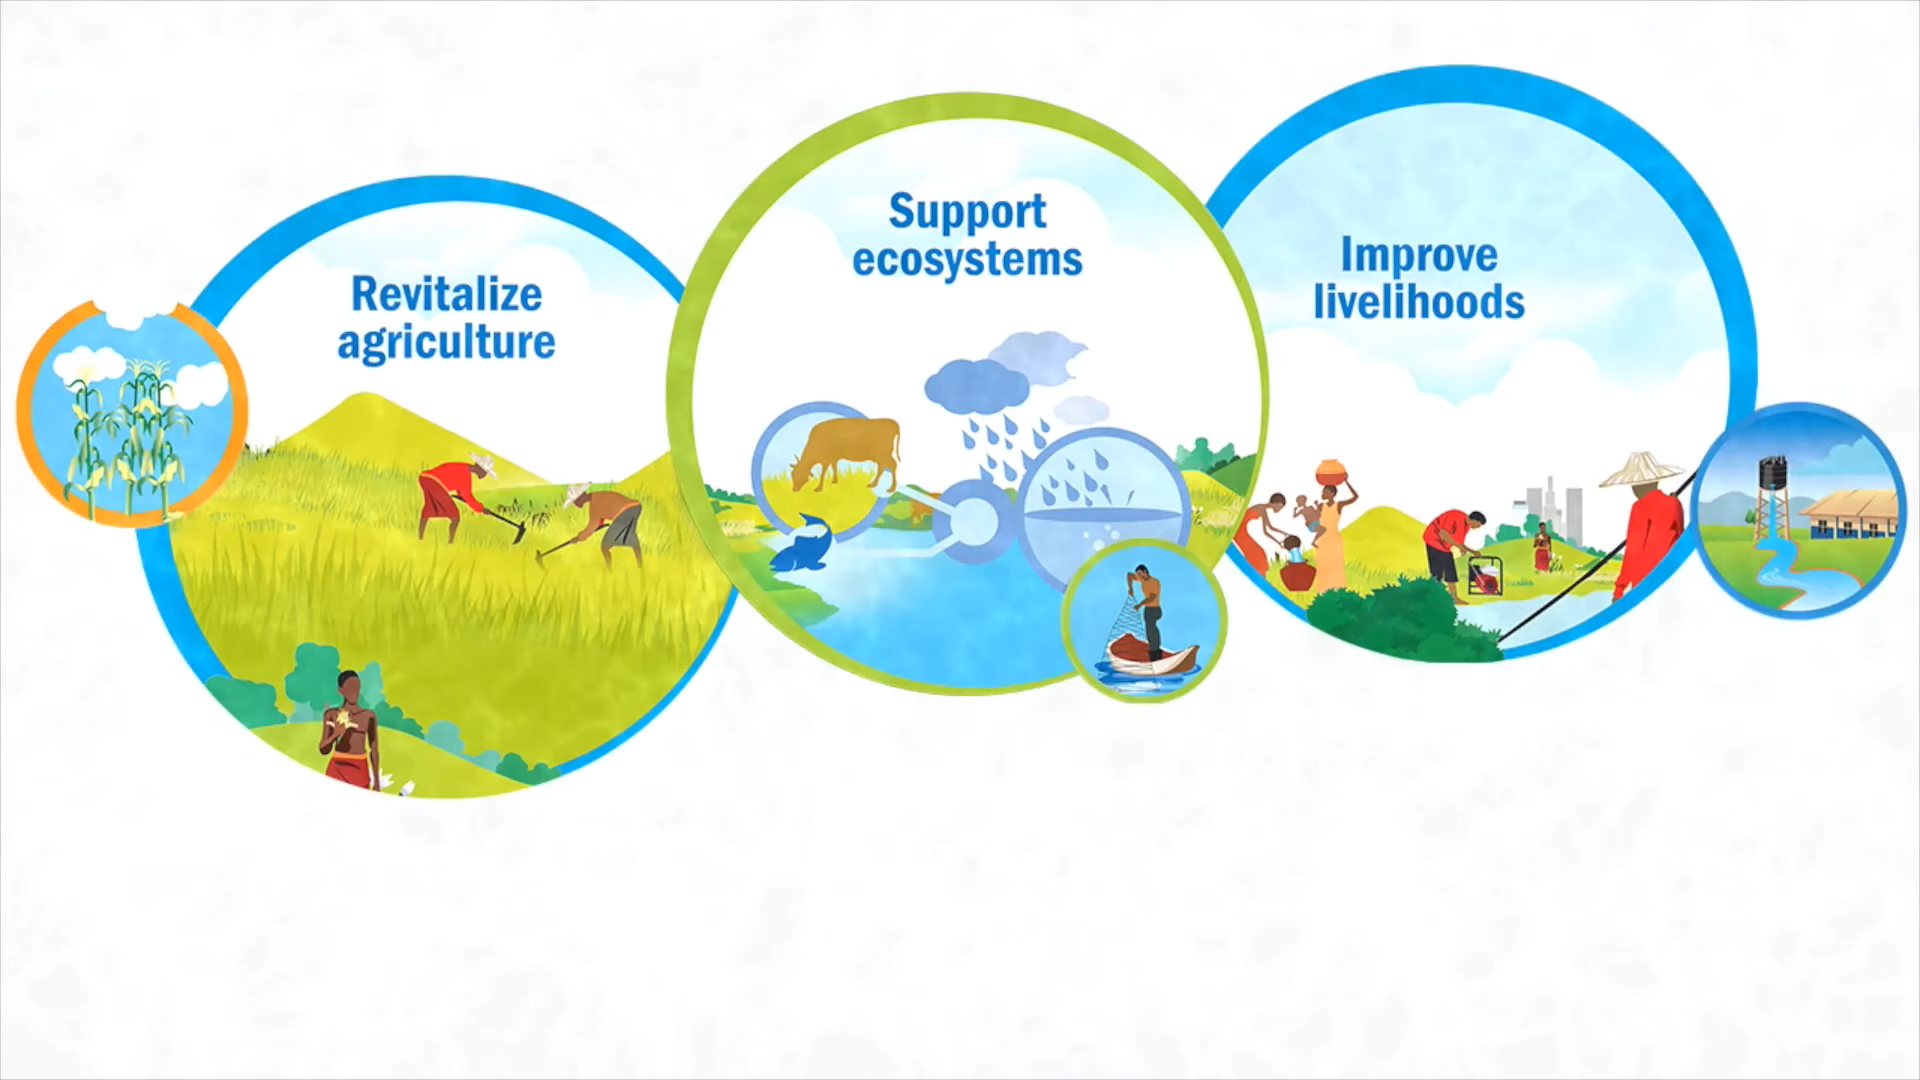 Revitalize
agriculture
Support
ecosystems
Improve
livelihoods